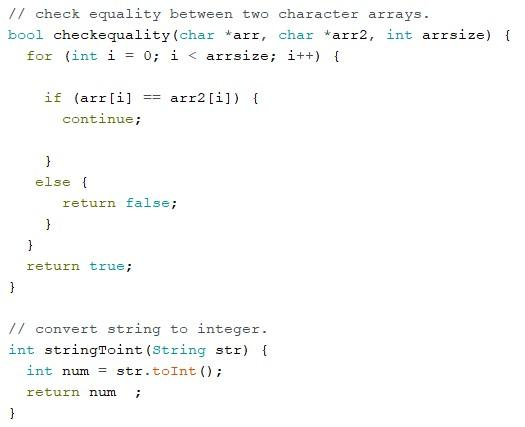 // check equality between two character arrays.
bool checkequality(char *arr, char *arr2, int arrsize) {
  for (int i = 0; i < arrsize; i++) {

    if (arr[i] == arr2[i]) {
      continue;

    }
   else {
      return false;
    }
  }
  return true;
}

// convert string to integer.
int stringToint(String str) {
  int num = str.toInt();
  return num  ;
}